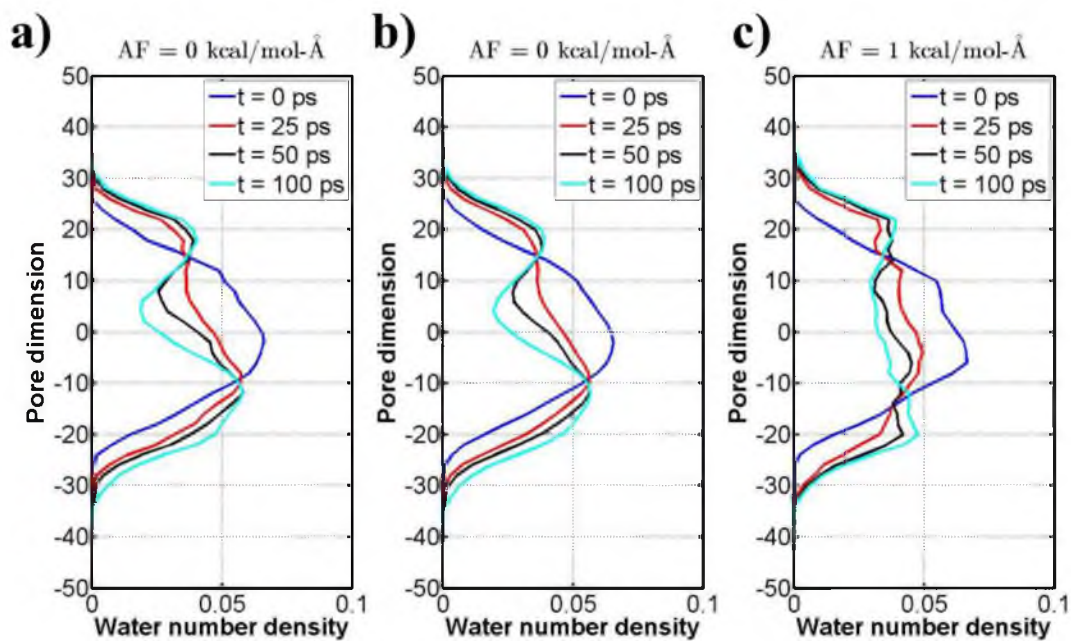 a)
AF = 0 kcal/mol-Å
50
40
30
20
10
0
-10
-20
-30
-40
-50
Pore dimension
t = 0 ps
t = 25 ps
t = 50 ps
t = 100 ps
0
0.05
0.1
Water number density
b)
AF = 0 kcal/mol-Å
50
40
30
20
10
0
-10
-20
-30
-40
-50
Pore dimension
t = 0 ps
t = 25 ps
t = 50 ps
t = 100 ps
0
0.05
0.1
Water number density
c)
AF = 1 kcal/mol-Å
50
40
30
20
10
0
-10
-20
-30
-40
-50
Pore dimension
t = 0 ps
t = 25 ps
t = 50 ps
t = 100 ps
0
0.05
0.1
Water number density